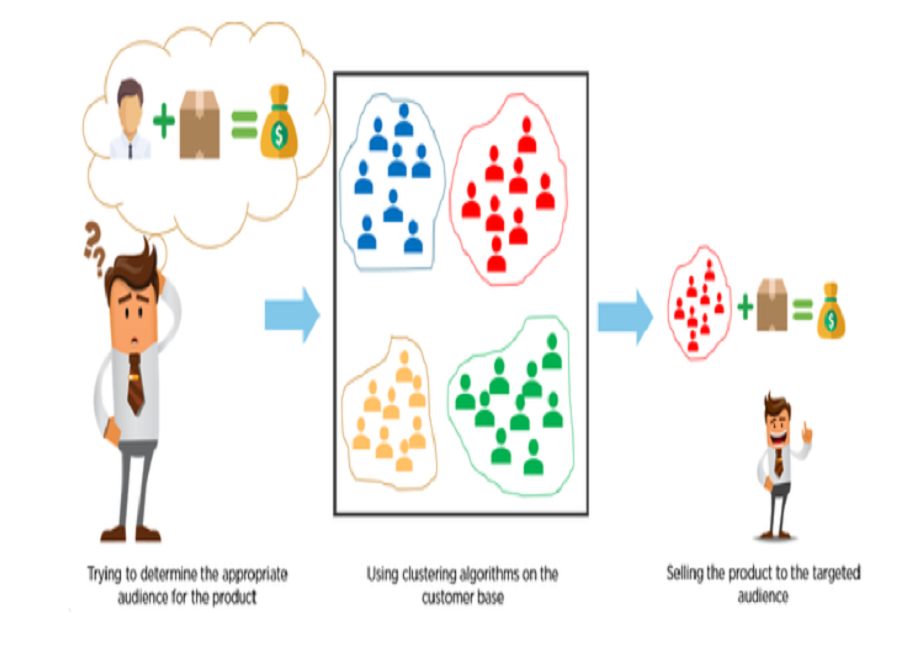 $
? ?
Trying to determine the appropriate
audience for the product
Using clustering algorithms on the
customer base
$
Selling the product to the targeted
audience